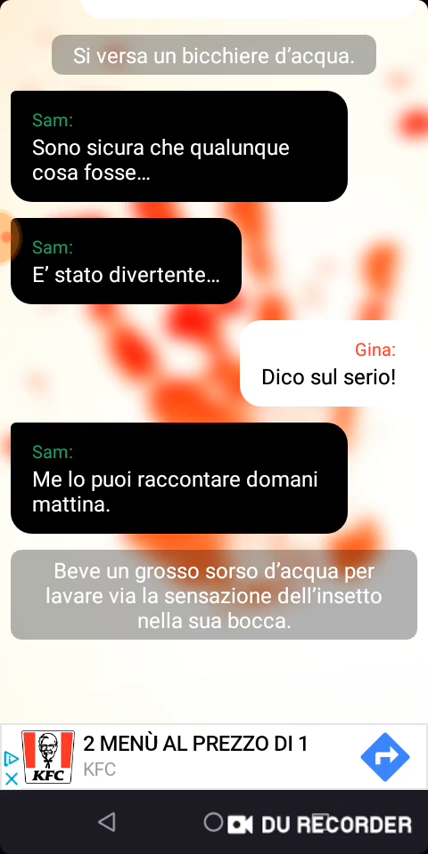 Si versa un bicchiere d’acqua.
Sam:
Sono sicura che qualunque
cosa fosse...
Sam:
E’ stato divertente...
Gina:
Dico sul serio!
Sam:
Me lo puoi raccontare domani
mattina.
Beve un grosso sorso d’acqua per
lavare via la sensazione dell’insetto
nella sua bocca.
2 MENÙ AL PREZZO DI 1
KFC
KFC
DU RECORDER